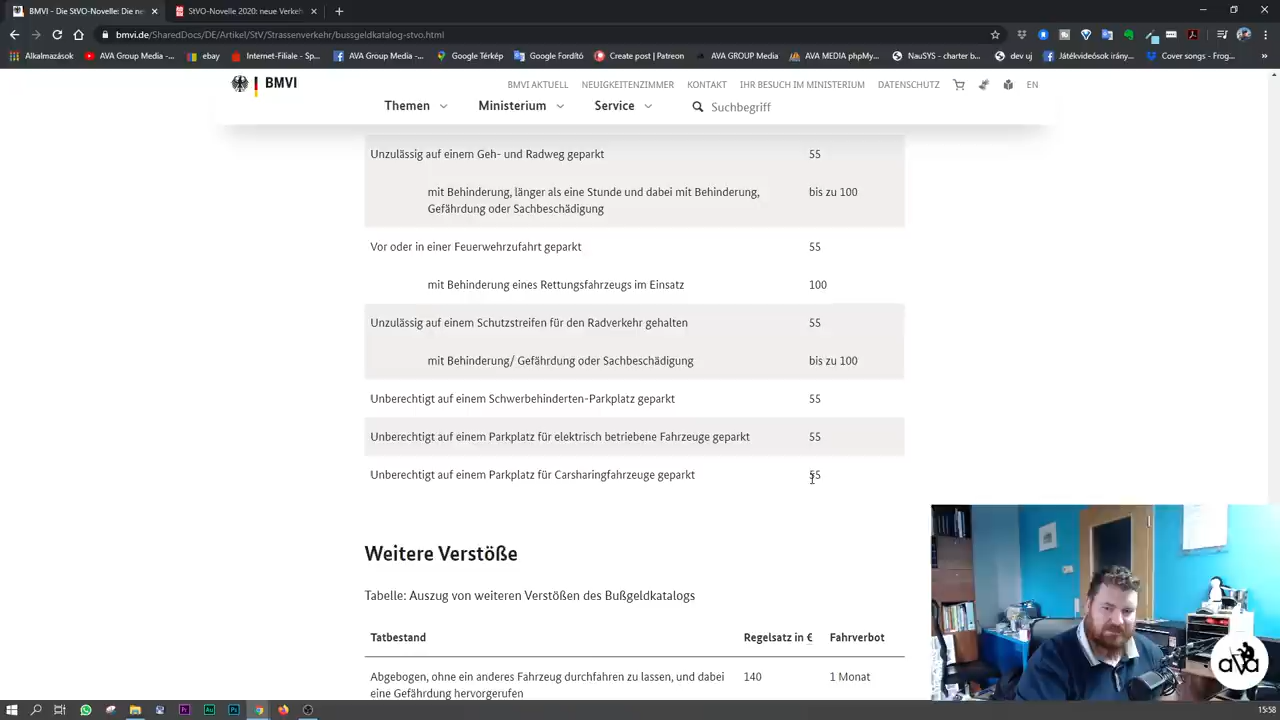 BMVI - Die StVO-Novelle: Die ne
StVO-Novelle 2020: neue Verkeh
bmvi.de/SharedDocs/DE/Artikel/StV/Strassenverkehr/bussgeldkatalog-stvo.html
Alkalmazások
AVA GROUP Media -...
ebay
Internet-Filiale - Sp...
AVA GROUP Media -...
Google Térkép
Google Fordító
Create post | Patreon
AVA GROUP Media
AVA MEDIA phpMy...
NauSYS - charter b...
dev uj
Játékvideósok irány...
Cover songs - Frog...
BMVI
BMVI AKTUELL NEUIGKEITENZIMMER KONTAKT IHR BESUCH IM MINISTERIUM DATENSCHUTZ EN
Themen Ministerium Service Suchbegriff
Unzulässig auf einem Geh- und Radweg geparkt 55
mit Behinderung, länger als eine Stunde und dabei mit Behinderung, bis zu 100
Gefährdung oder Sachbeschädigung
Vor oder in einer Feuerwehrzufahrt geparkt 55
mit Behinderung eines Rettungsfahrzeugs im Einsatz 100
Unzulässig auf einem Schutzstreifen für den Radverkehr gehalten 55
mit Behinderung/ Gefährdung oder Sachbeschädigung bis zu 100
Unberechtigt auf einem Schwerbehinderten-Parkplatz geparkt 55
Unberechtigt auf einem Parkplatz für elektrisch betriebene Fahrzeuge geparkt 55
Unberechtigt auf einem Parkplatz für Carsharingfahrzeuge geparkt 55
Weitere Verstöße
Tabelle: Auszug von weiteren Verstößen des Bußgeldkatalogs
Tatbestand Regelsatz in € Fahrverbot
Abgebogen, ohne ein anderes Fahrzeug durchfahren zu lassen, und dabei 140 1 Monat
eine Gefährdung hervorgerufen
aVa
15:58